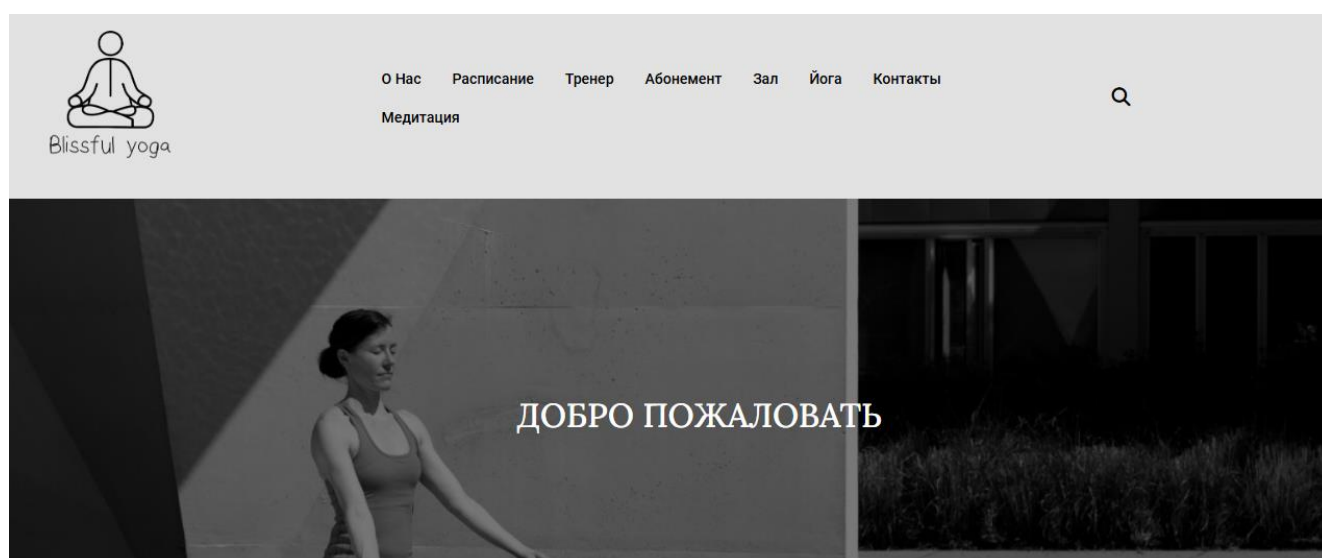 Blissful yoga
О Нас Расписание Тренер Абонемент Зал Йога Контакты
Медитация
ДОБРО ПОЖАЛОВАТЬ